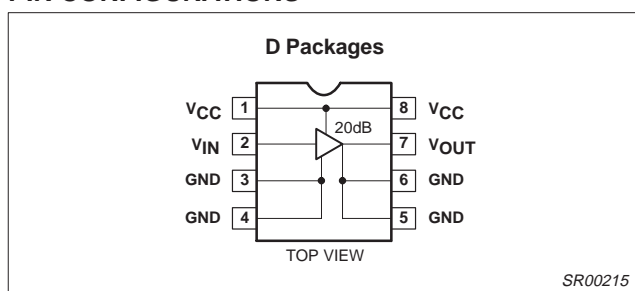 D Packages
VCC 1 8 VCC
20dB
VIN 2 7 VOUT
GND 3 6 GND
GND 4 5 GND
TOP VIEW
SR00215